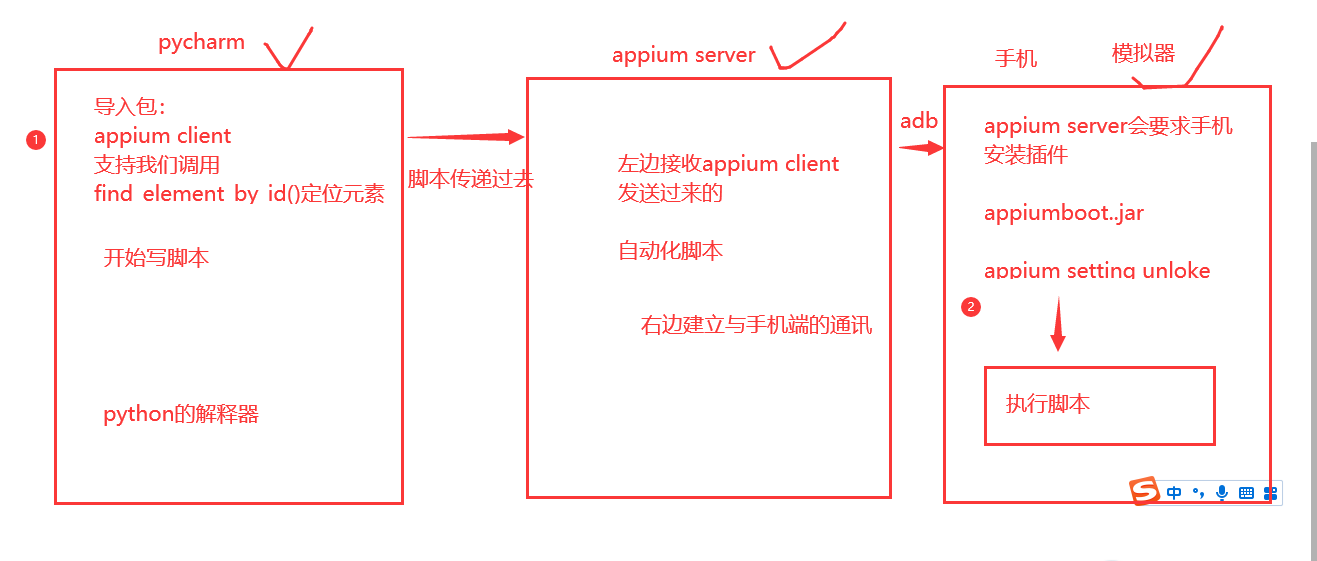 pycharm
导入包:
appium client
支持我们调用
find element by id()定位元素
开始写脚本
python的解释器
1
脚本传递过去
appium server
左边接收appium client
发送过来的
自动化脚本
右边建立与手机端的通讯
adb
手机
模拟器
appium server会要求手机
安装插件
appiumboot..jar
appium setting unloke
2
执行脚本
S中